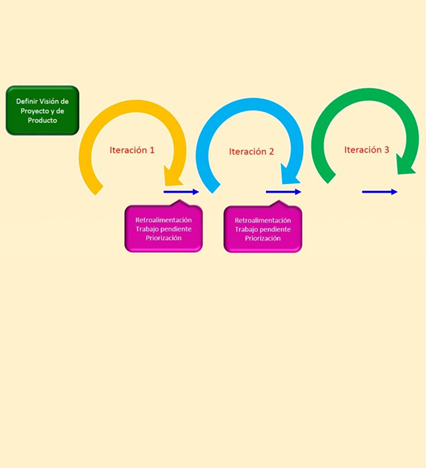 Definir Visión de
Proyecto y de
Producto
Iteración 1
Iteración 2
Iteración 3
Retroalimentación
Trabajo pendiente
Priorización
Retroalimentación
Trabajo pendiente
Priorización